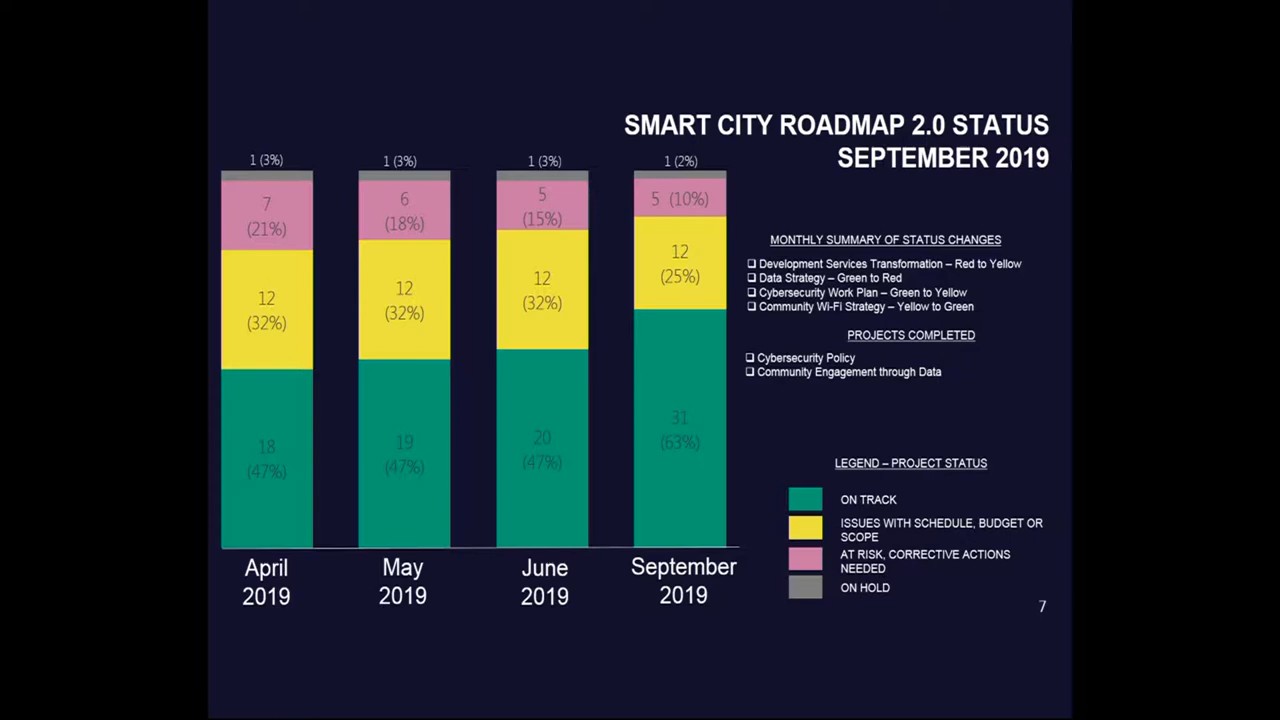 SMART CITY ROADMAP 2.0 STATUS
SEPTEMBER 2019
1 (3%)
7
(21%)
12
(32%)
18
(47%)
April
2019
1 (3%)
6
(18%)
12
(32%)
19
(47%)
May
2019
1 (3%)
5
(15%)
12
(32%)
20
(47%)
June
2019
1 (2%)
5 (10%)
12
(25%)
31
(63%)
September
2019
MONTHLY SUMMARY OF STATUS CHANGES
❑ Development Services Transformation – Red to Yellow
❑ Data Strategy – Green to Red
❑ Cybersecurity Work Plan – Green to Yellow
❑ Community Wi-Fi Strategy – Yellow to Green
PROJECTS COMPLETED
❑ Cybersecurity Policy
❑ Community Engagement through Data
LEGEND – PROJECT STATUS
ON TRACK
ISSUES WITH SCHEDULE, BUDGET OR
SCOPE
AT RISK, CORRECTIVE ACTIONS
NEEDED
ON HOLD
7